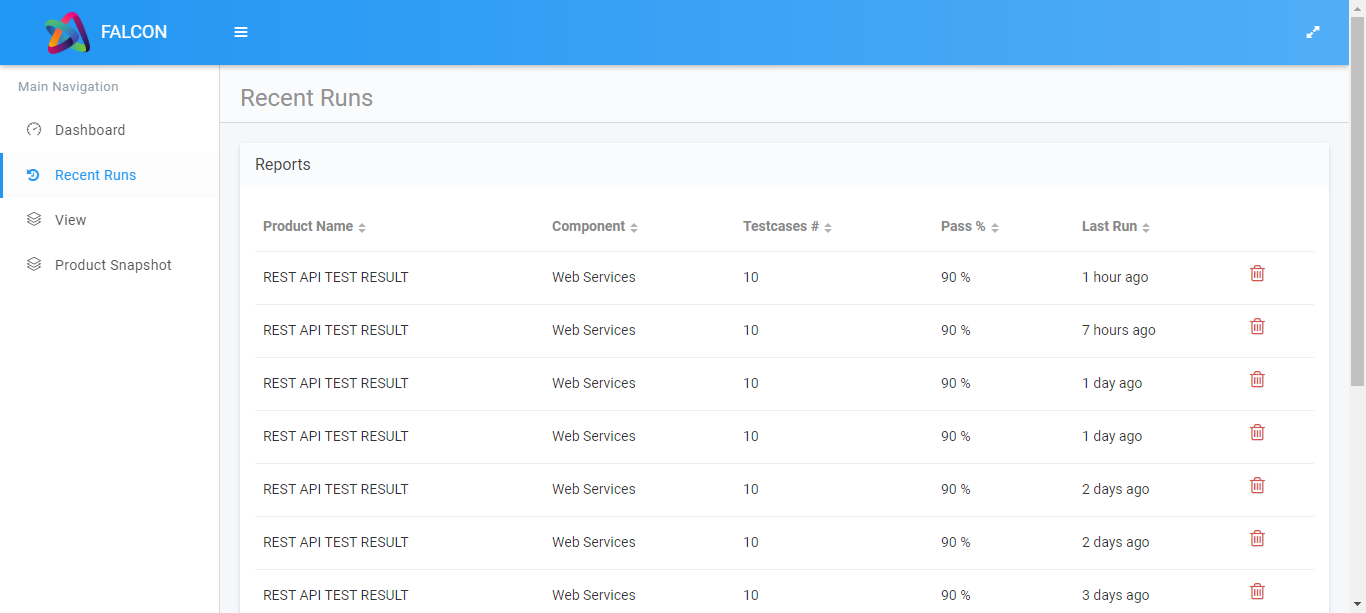 FALCON
Main Navigation
Dashboard
Recent Runs
View
Product Snapshot
Recent Runs
Reports
Product Name Component Testcases # Pass % Last Run
REST API TEST RESULT Web Services 10 90 % 1 hour ago
REST API TEST RESULT Web Services 10 90 % 7 hours ago
REST API TEST RESULT Web Services 10 90 % 1 day ago
REST API TEST RESULT Web Services 10 90 % 1 day ago
REST API TEST RESULT Web Services 10 90 % 2 days ago
REST API TEST RESULT Web Services 10 90 % 2 days ago
REST API TEST RESULT Web Services 10 90 % 3 days ago